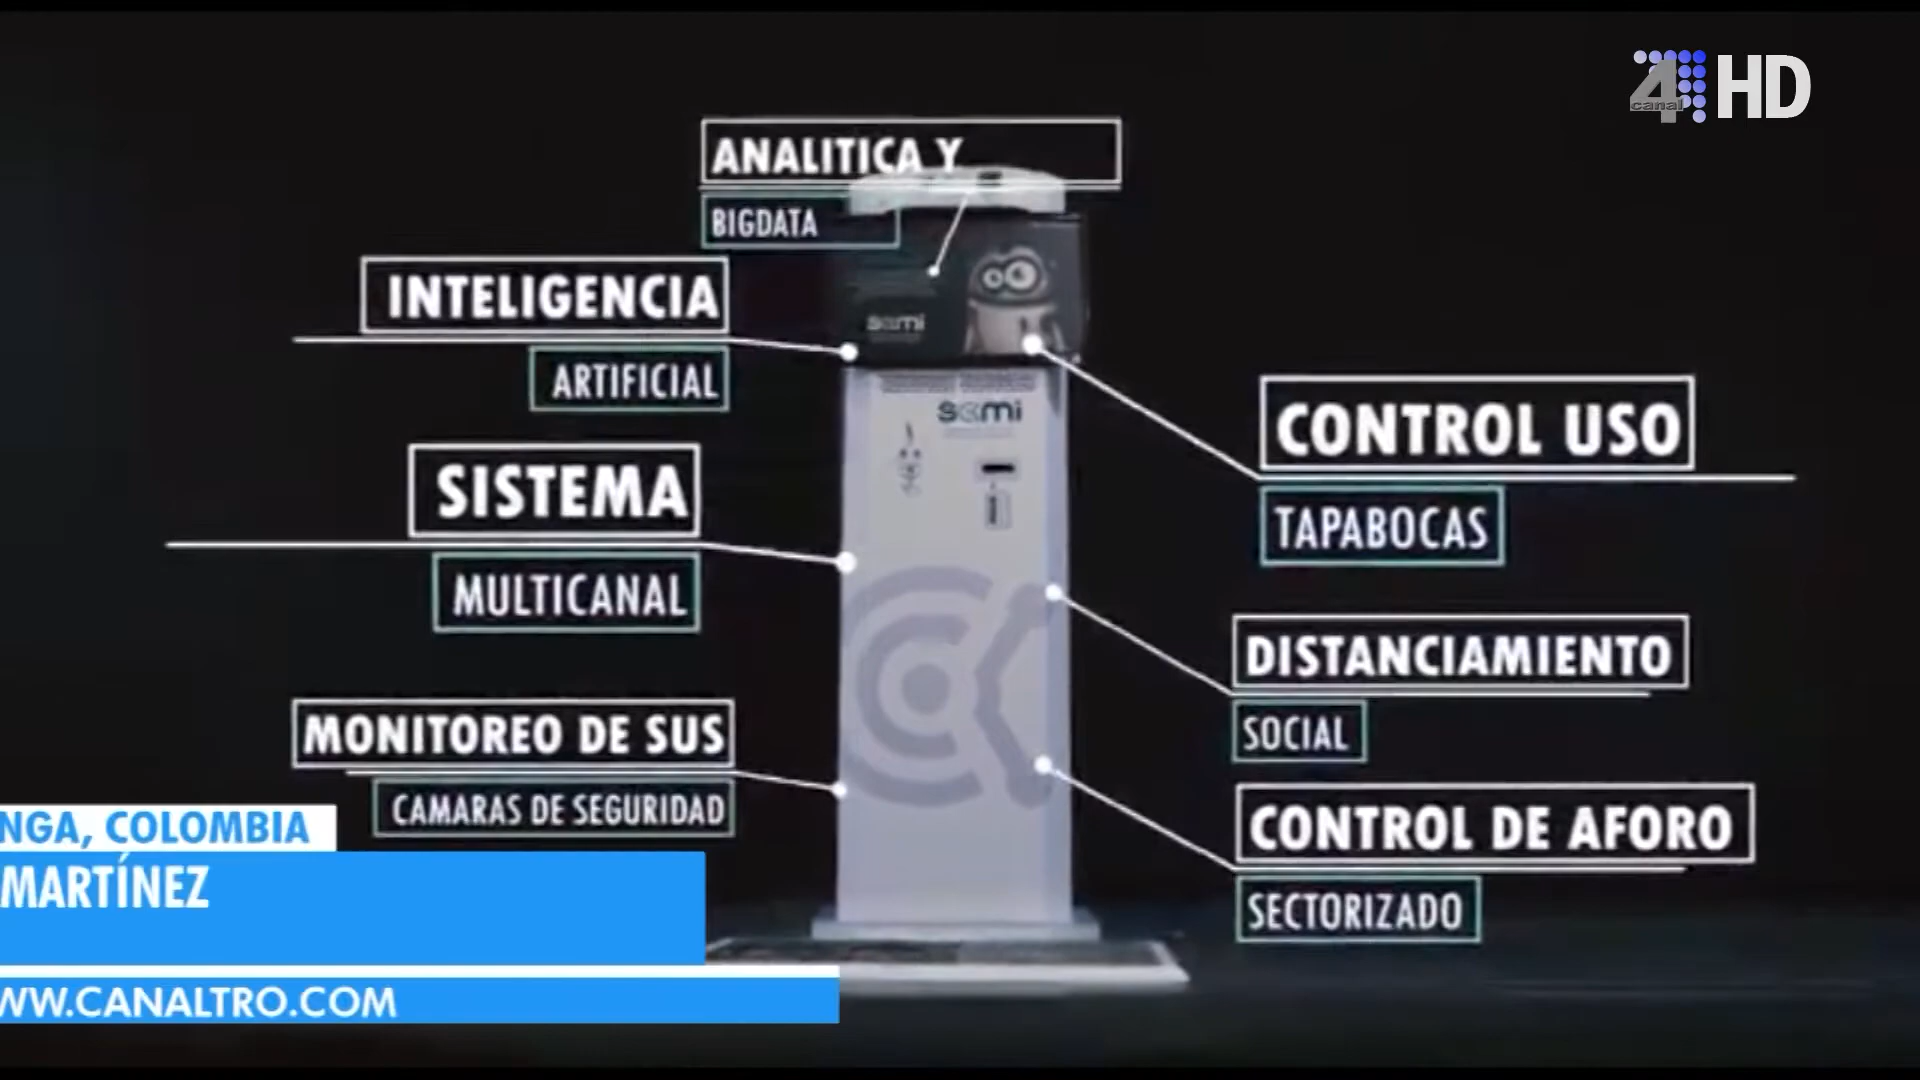 4 HD
canal
ANALITICA Y
BIGDATA
INTELIGENCIA
ARTIFICIAL
SISTEMA
MULTICANAL
MONITOREO DE SUS
CAMARAS DE SEGURIDAD
CONTROL USO
TAPABOCAS
DISTANCIAMIENTO
SOCIAL
CONTROL DE AFORO
SECTORIZADO
sami
sami
NGA, COLOMBIA
MARTÍNEZ
WW.CANALTRO.COM